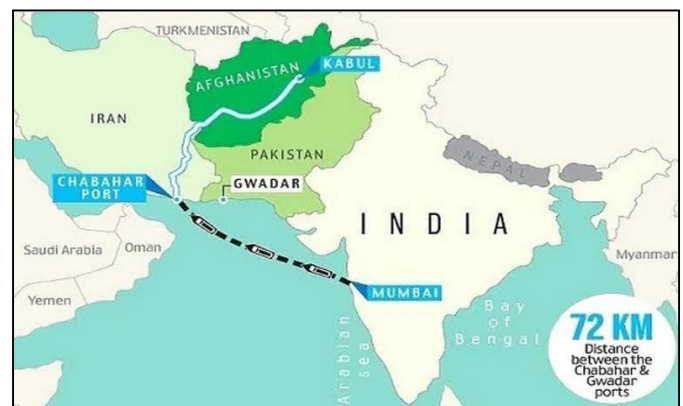 TURKMENISTAN
AFGHANISTAN
KABUL
IRAN
PAKISTAN
CHABAHAR
PORT
GWADAR
NEPAL
INDIA
Saudi Arabia
Oman
Myanmar
Yemen
MUMBAI
Arabian
sea
Bay
of
Bengal
72 KM
Distance
between the
Chabahar &
Gwadar
ports